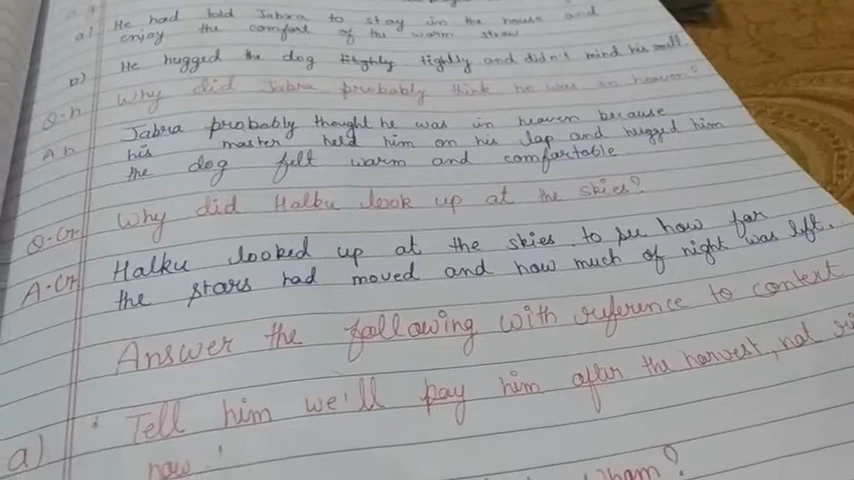 a) He had told Jabra to stay in the house and
enjoy the comfort of the warm straw
b) He hugged the dog tightly and didn't mind his smell.
Q-h Why did Jabra probably think he was in heaven?
A h Jabra probably thought he was in heaven because
his master held him on his lap and hugged him
the dog felt warm and comfortable
Q-G Why did Halku look up at the skies?
A-G Halku looked up at the skies to see how far
the stars had moved and how much of night was left.
Answer the following with reference to context
a) Tell him we'll pay him after the harvest, not
now!
wham?